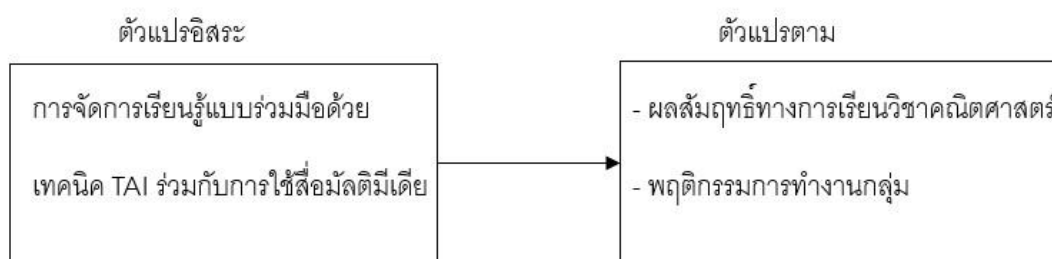 ตัวแปรอิสระ
ตัวแปรตาม
การจัดการเรียนรู้แบบร่วมมือด้วย
เทคนิค TAI ร่วมกับการใช้สื่อมัลติมีเดีย
- ผลสัมฤทธิ์ทางการเรียนวิชาคณิตศาสตร์
- พฤติกรรมการทำงานกลุ่ม